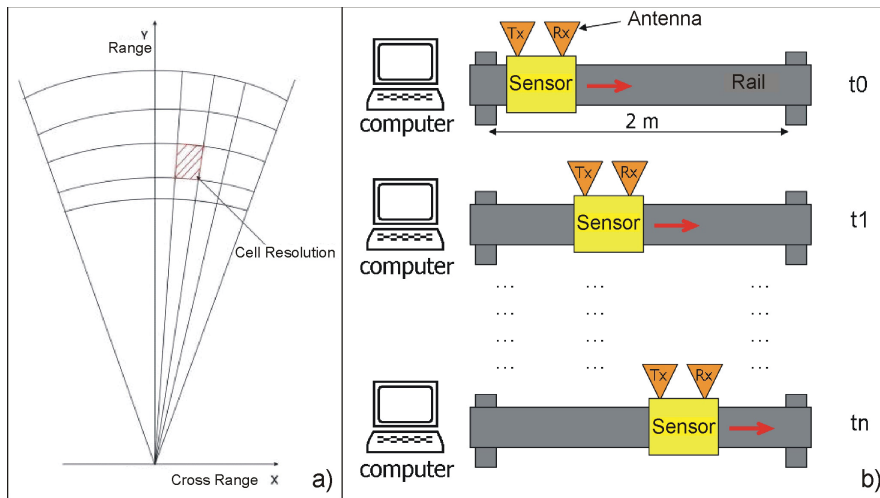 Y
Range
Cell Resolution
Cross Range X
a)
b)
Antenna
Tx Rx
Sensor
Rail
t0
computer
2 m
Tx Rx
Sensor
t1
computer
... ... ...
... ... ...
... ... ...
... ... ...
Tx Rx
Sensor
tn
computer